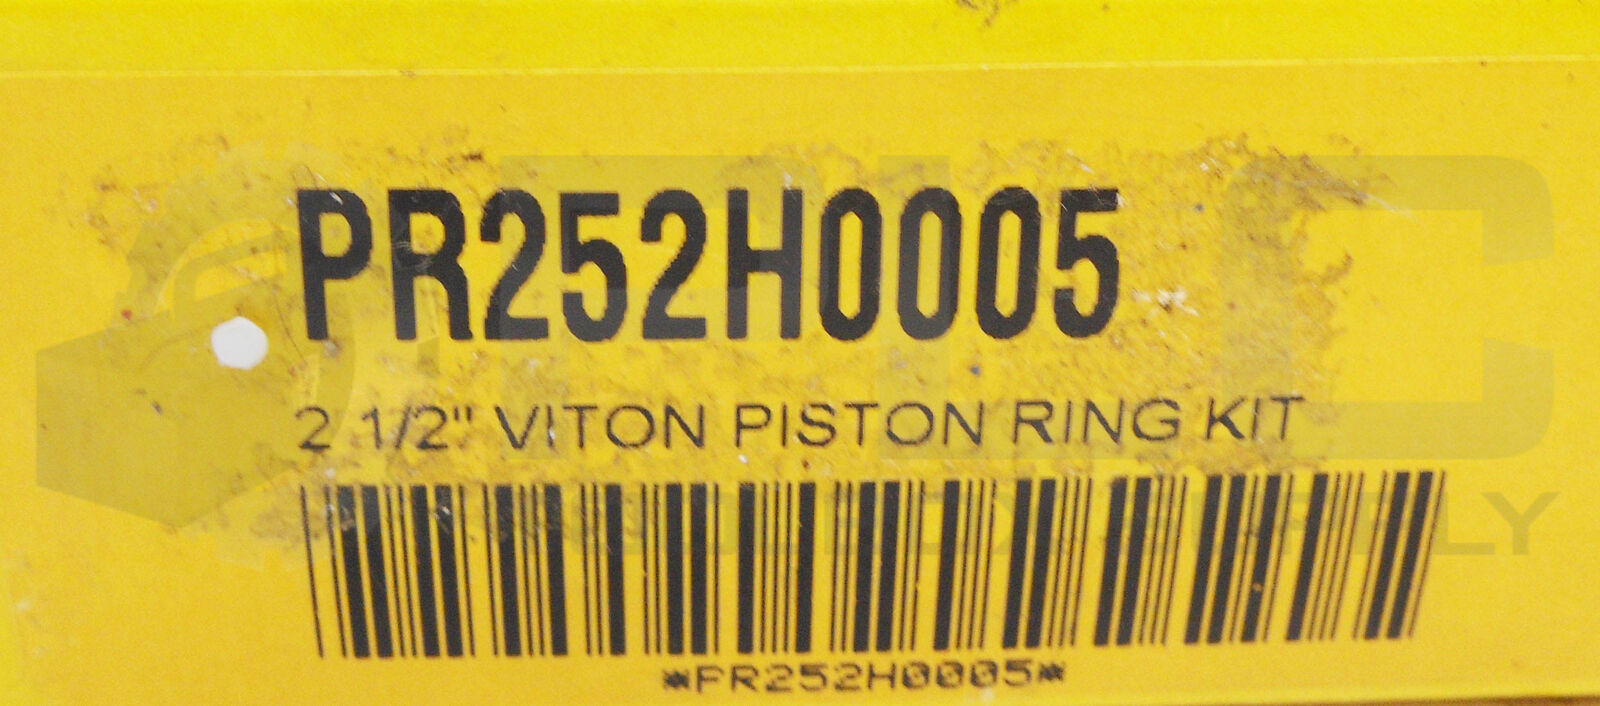 PR252H0005
2 1/2" VITON PISTON RING KIT
*PR252H0005*